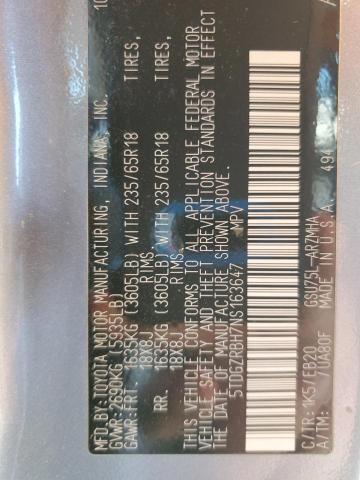 MFD.BY:TOYOTA MOTOR MANUFACTURING, INDIANA, INC. 10
GVWR:2690KG (5935LB)
GAWR:FRT. 1635KG (3605LB) WITH 235/65R18 TIRES,
18X8J RIMS,
RR. 1635KG (3605LB) WITH 235/65R18 TIRES,
18X8J RIMS.
THIS VEHICLE CONFORMS TO ALL APPLICABLE FEDERAL MOTOR
VEHICLE SAFETY AND THEFT PREVENTION STANDARDS IN EFFECT ON
THE DATE OF MANUFACTURE SHOWN ABOVE.
5TDGZRBH7NS163647 MPV
C/TR:1K5/EB20 GSU75L-ARZMHA
A/TM: /UA80F MADE IN U.S.A. 494